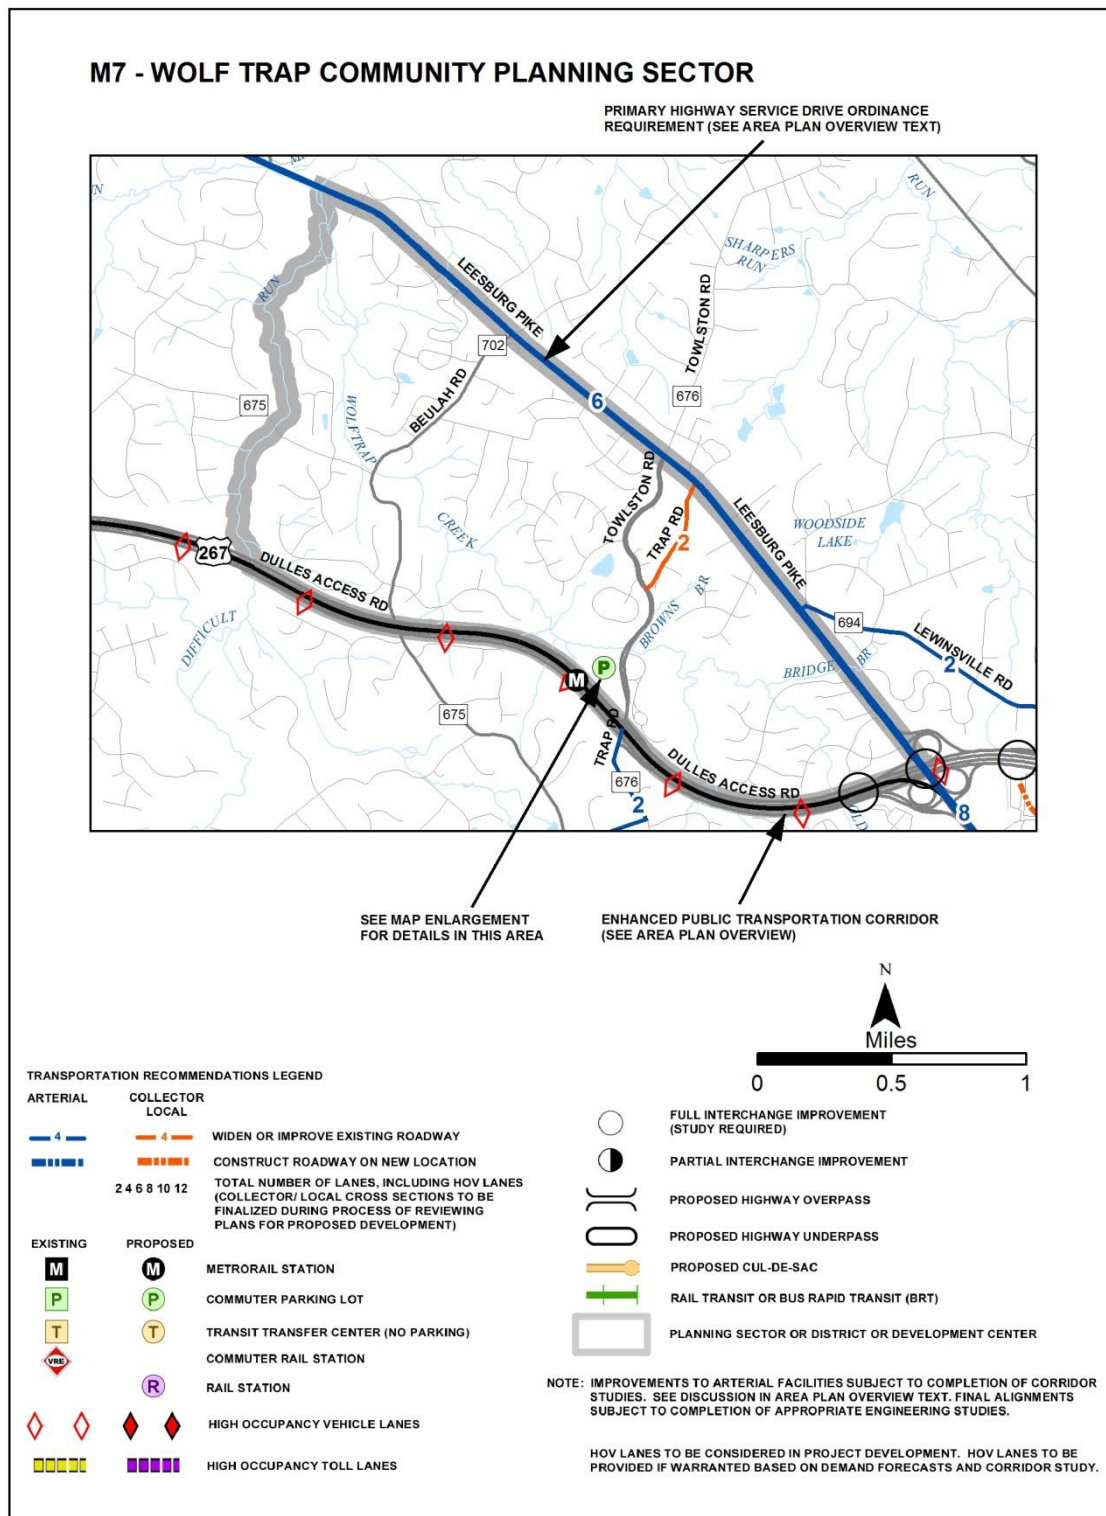 M7 - WOLF TRAP COMMUNITY PLANNING SECTOR
PRIMARY HIGHWAY SERVICE DRIVE ORDINANCE
REQUIREMENT (SEE AREA PLAN OVERVIEW TEXT)
RUN
SHARPERS
RUN
LEESBURG PIKE
TOWLSTON RD
RUN
702
676
675
BEULAH RD
6
WOLFTRAP
CREEK
TOWLSTON RD
TRAP RD
2
LEESBURG PIKE
WOODSIDE
LAKE
267
DULLES ACCESS RD
BROWNS BR
694
LEWINSVILLE RD
2
DIFFICULT
BRIDGE BR
P
M
675
TRAP RD
676
2
DULLES ACCESS RD
OLD
8
SEE MAP ENLARGEMENT
FOR DETAILS IN THIS AREA
ENHANCED PUBLIC TRANSPORTATION CORRIDOR
(SEE AREA PLAN OVERVIEW)
N
Miles
0 0.5 1
TRANSPORTATION RECOMMENDATIONS LEGEND
ARTERIAL
COLLECTOR
LOCAL
4 4 WIDEN OR IMPROVE EXISTING ROADWAY
CONSTRUCT ROADWAY ON NEW LOCATION
2 4 6 8 10 12 TOTAL NUMBER OF LANES, INCLUDING HOV LANES
(COLLECTOR/ LOCAL CROSS SECTIONS TO BE
FINALIZED DURING PROCESS OF REVIEWING
PLANS FOR PROPOSED DEVELOPMENT)
EXISTING PROPOSED
M M METRORAIL STATION
P P COMMUTER PARKING LOT
T T TRANSIT TRANSFER CENTER (NO PARKING)
VRE COMMUTER RAIL STATION
R RAIL STATION
HIGH OCCUPANCY VEHICLE LANES
HIGH OCCUPANCY TOLL LANES
FULL INTERCHANGE IMPROVEMENT
(STUDY REQUIRED)
PARTIAL INTERCHANGE IMPROVEMENT
PROPOSED HIGHWAY OVERPASS
PROPOSED HIGHWAY UNDERPASS
PROPOSED CUL-DE-SAC
RAIL TRANSIT OR BUS RAPID TRANSIT (BRT)
PLANNING SECTOR OR DISTRICT OR DEVELOPMENT CENTER
NOTE: IMPROVEMENTS TO ARTERIAL FACILITIES SUBJECT TO COMPLETION OF CORRIDOR
STUDIES. SEE DISCUSSION IN AREA PLAN OVERVIEW TEXT. FINAL ALIGNMENTS
SUBJECT TO COMPLETION OF APPROPRIATE ENGINEERING STUDIES.
HOV LANES TO BE CONSIDERED IN PROJECT DEVELOPMENT. HOV LANES TO BE
PROVIDED IF WARRANTED BASED ON DEMAND FORECASTS AND CORRIDOR STUDY.